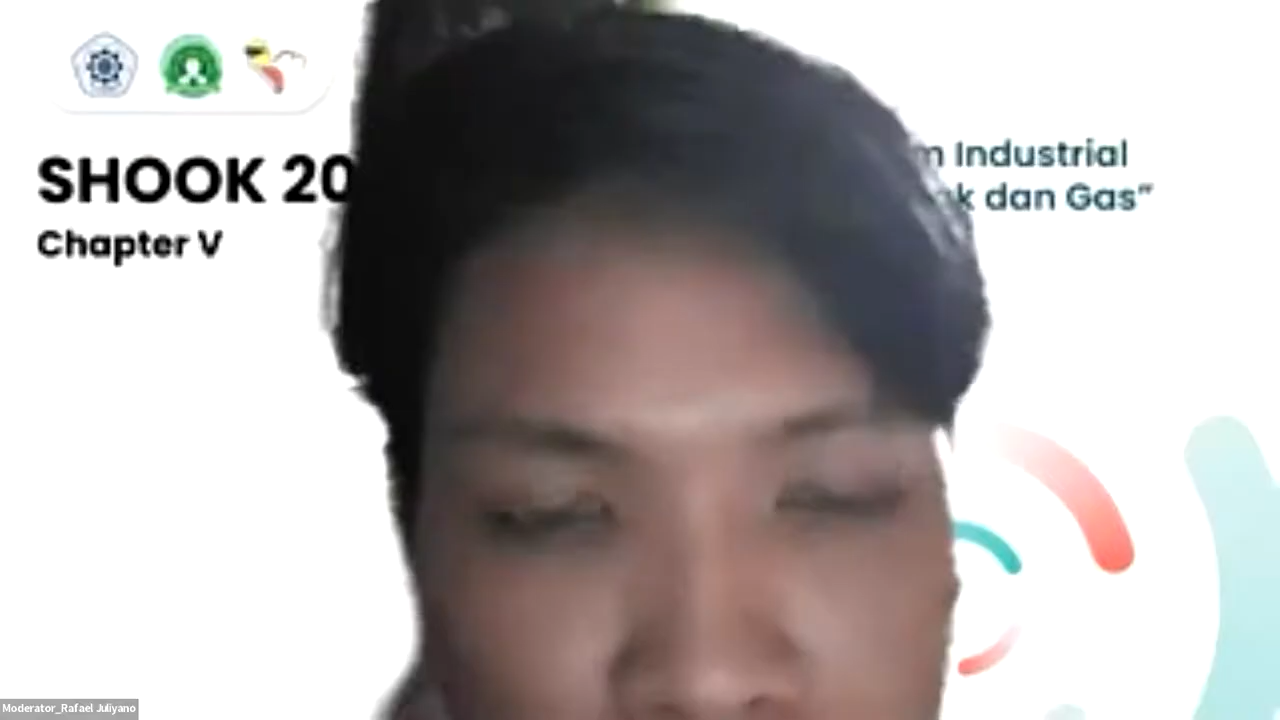 SHOOK 20
Chapter V
Industrial
dan Gas”
Moderator_Rafael Juliyano